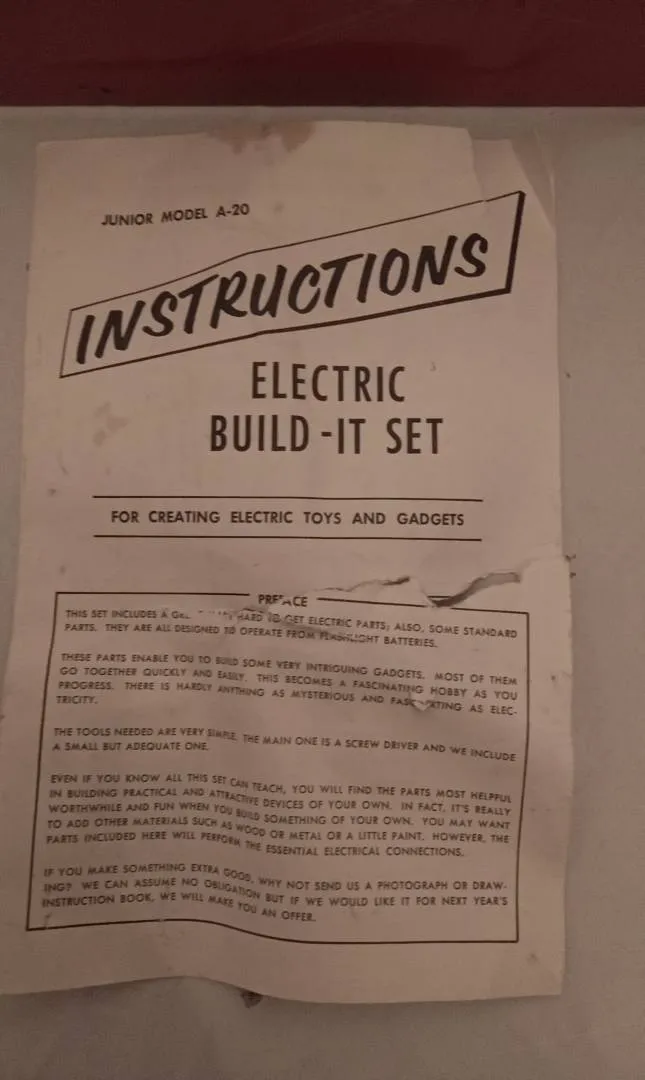 JUNIOR MODEL A-20
INSTRUCTIONS
ELECTRIC
BUILD-IT SET
FOR CREATING ELECTRIC TOYS AND GADGETS
PREFACE
THIS SET INCLUDES A HARD TO GET ELECTRIC PARTS; ALSO, SOME STANDARD
PARTS. THEY ARE ALL DESIGNED TO OPERATE FROM FLASHLIGHT BATTERIES.
THESE PARTS ENABLE YOU TO BUILD SOME VERY INTRIGUING GADGETS. MOST OF THEM
GO TOGETHER QUICKLY AND EASILY. THIS BECOMES A FASCINATING HOBBY AS YOU
PROGRESS. THERE IS HARDLY ANYTHING AS MYSTERIOUS AND FASCINATING AS ELEC-
TRICITY.
THE TOOLS NEEDED ARE VERY SIMPLE, THE MAIN ONE IS A SCREW DRIVER AND WE INCLUDE
A SMALL BUT ADEQUATE ONE.
EVEN IF YOU KNOW ALL THIS SET CAN TEACH, YOU WILL FIND THE PARTS MOST HELPFUL
IN BUILDING PRACTICAL AND ATTRACTIVE DEVICES OF YOUR OWN. IN FACT, IT'S REALLY
WORTHWHILE AND FUN WHEN YOU BUILD SOMETHING OF YOUR OWN. YOU MAY WANT
TO ADD OTHER MATERIALS SUCH AS WOOD OR METAL OR A LITTLE PAINT. HOWEVER, THE
PARTS INCLUDED HERE WILL PERFORM THE ESSENTIAL ELECTRICAL CONNECTIONS.
IF YOU MAKE SOMETHING EXTRA GOOD, WHY NOT SEND US A PHOTOGRAPH OR DRAW-
ING? WE CAN ASSUME NO OBLIGATION BUT IF WE WOULD LIKE IT FOR NEXT YEAR'S
INSTRUCTION BOOK, WE WILL MAKE YOU AN OFFER.